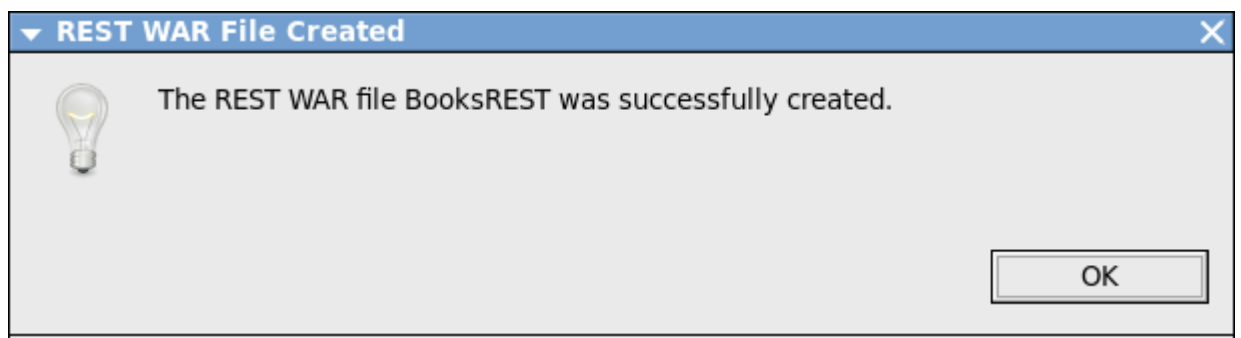 REST WAR File Created
The REST WAR file BooksREST was successfully created.
OK